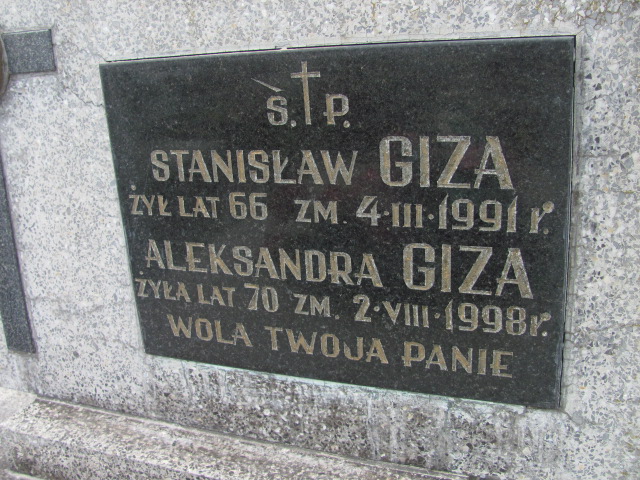 Ś. P.
STANISŁAW GIZA
ŻYŁ LAT 66 ZM. 4·III·1991 r.
ALEKSANDRA GIZA
ŻYŁA LAT 70 ZM. 2·VIII·1998 r.
WOLA TWOJA PANIE